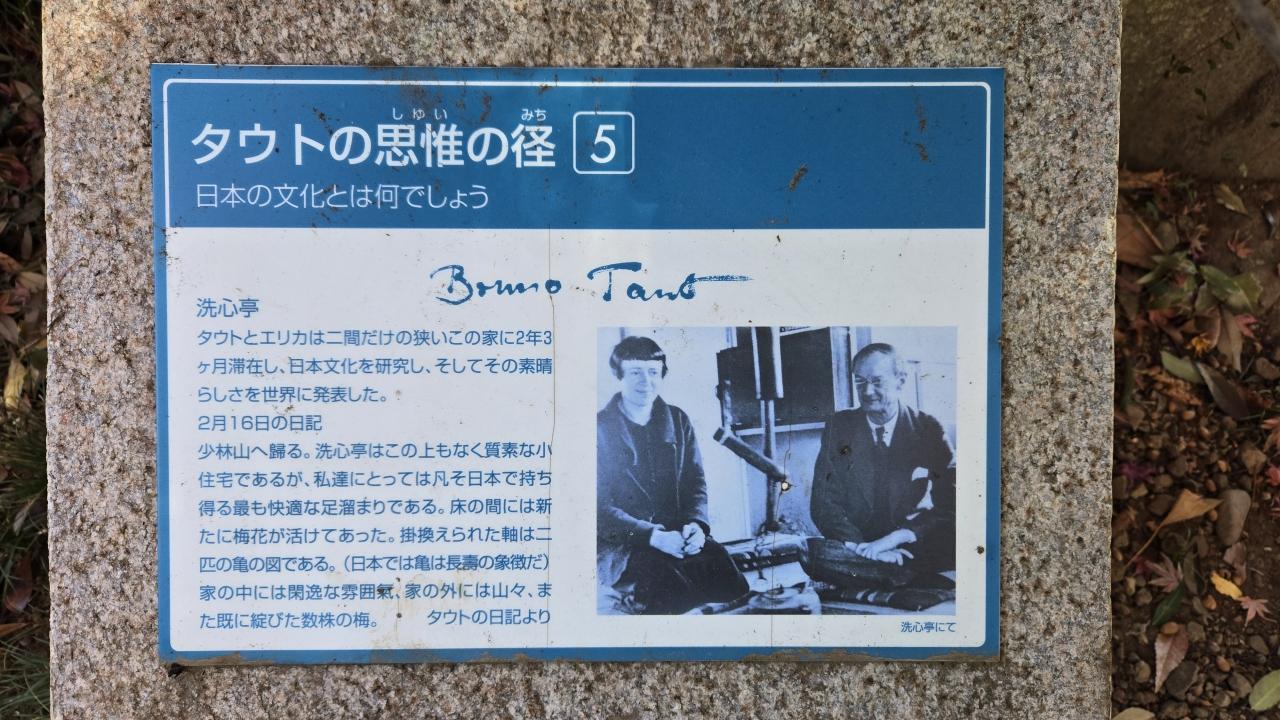 しゆい みち
タウトの思惟の径 5
日本の文化とは何でしょう
Bruno Taut
洗心亭
タウトとエリカは二間だけの狭いこの家に2年3
ヶ月滞在し、日本文化を研究し、そしてその素晴
らしさを世界に発表した。
2月16日の日記
少林山へ帰る。洗心亭はこの上もなく質素な小
住宅であるが、私達にとっては凡そ日本で持ち
得る最も快適な足溜まりである。床の間には新
たに梅花が活けてあった。掛換えられた軸は二
匹の亀の図である。(日本では亀は長壽の象徴だ)
家の中には閑逸な雰囲氣、家の外には山々、ま
た既に綻びた数株の梅。 タウトの日記より
洗心亭にて